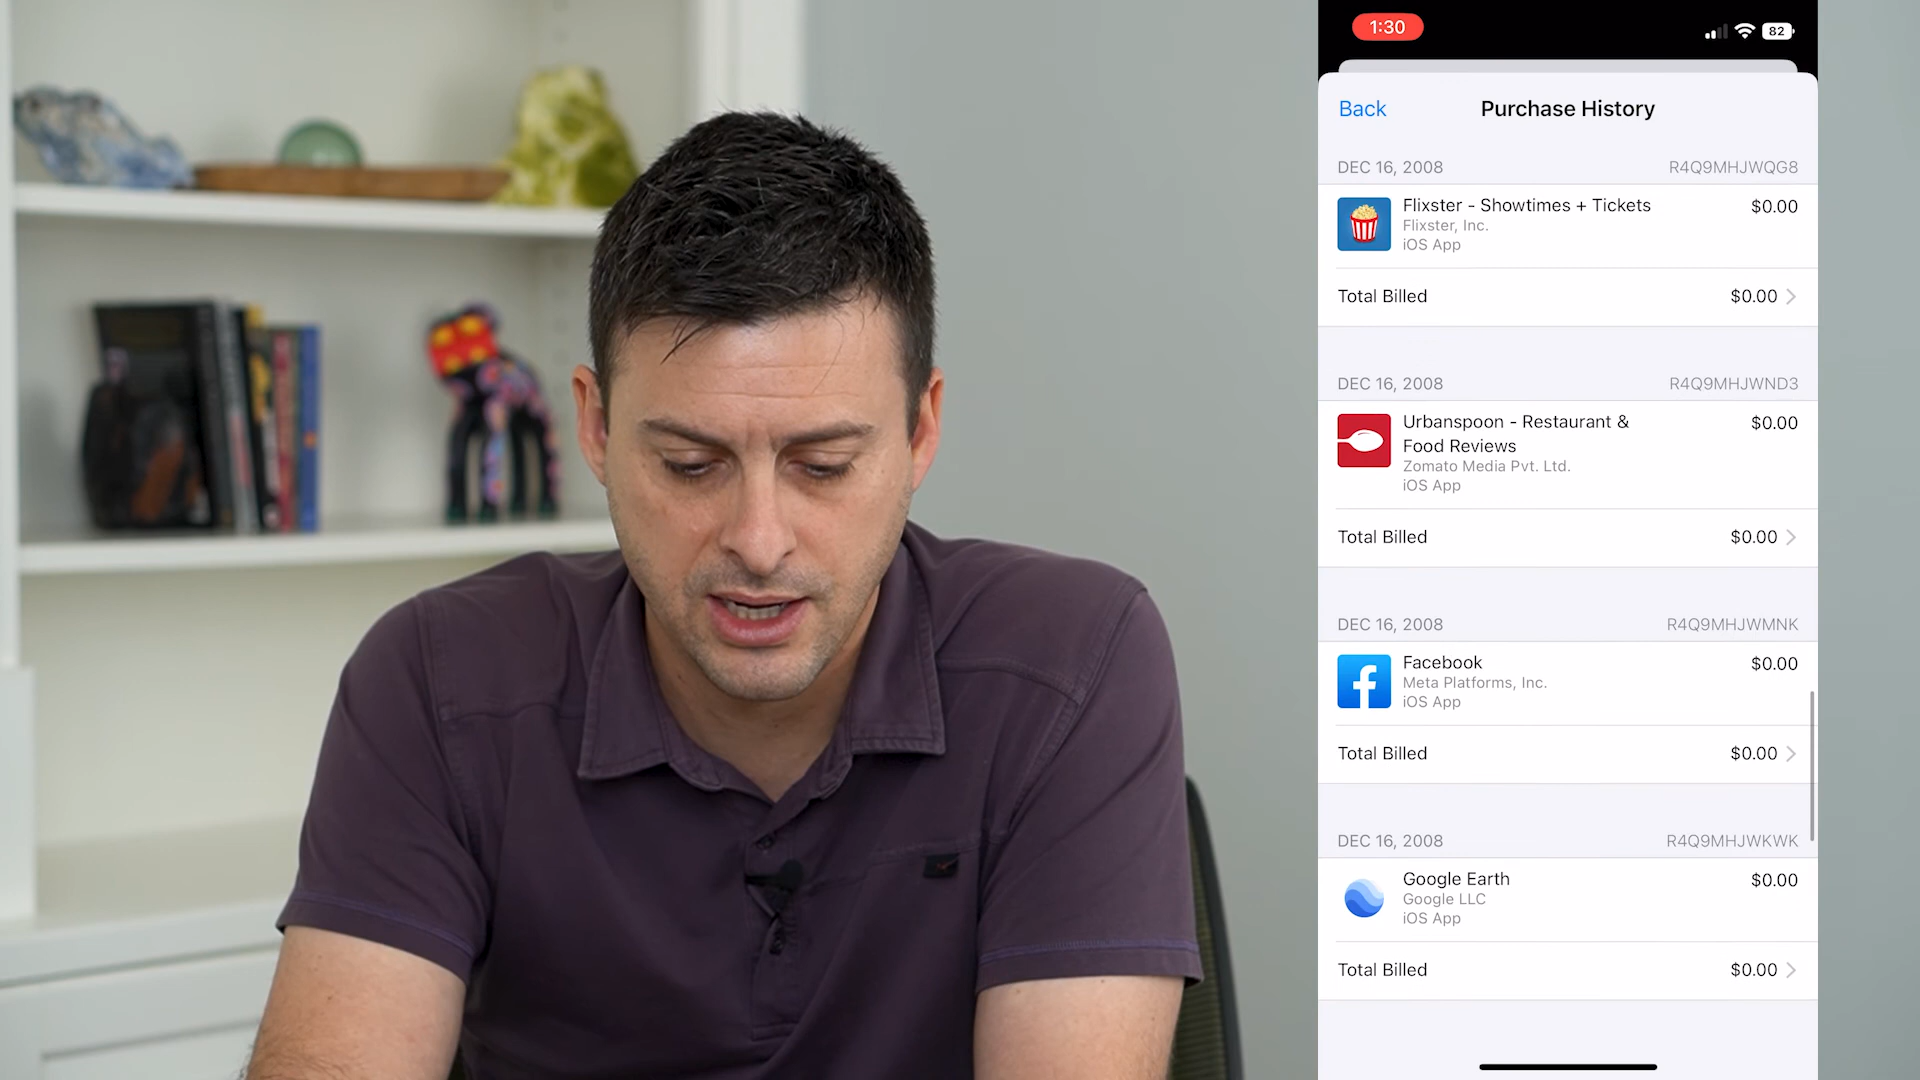 1:30
82
Back
Purchase History
DEC 16, 2008 R4Q9MHJWQG8
Flixster - Showtimes + Tickets $0.00
Flixster, Inc.
iOS App
Total Billed $0.00
DEC 16, 2008 R4Q9MHJWND3
Urbanspoon - Restaurant & $0.00
Food Reviews
Zomato Media Pvt. Ltd.
iOS App
Total Billed $0.00
DEC 16, 2008 R4Q9MHJWMNK
Facebook $0.00
Meta Platforms, Inc.
iOS App
Total Billed $0.00
DEC 16, 2008 R4Q9MHJWKWK
Google Earth $0.00
Google LLC
iOS App
Total Billed $0.00